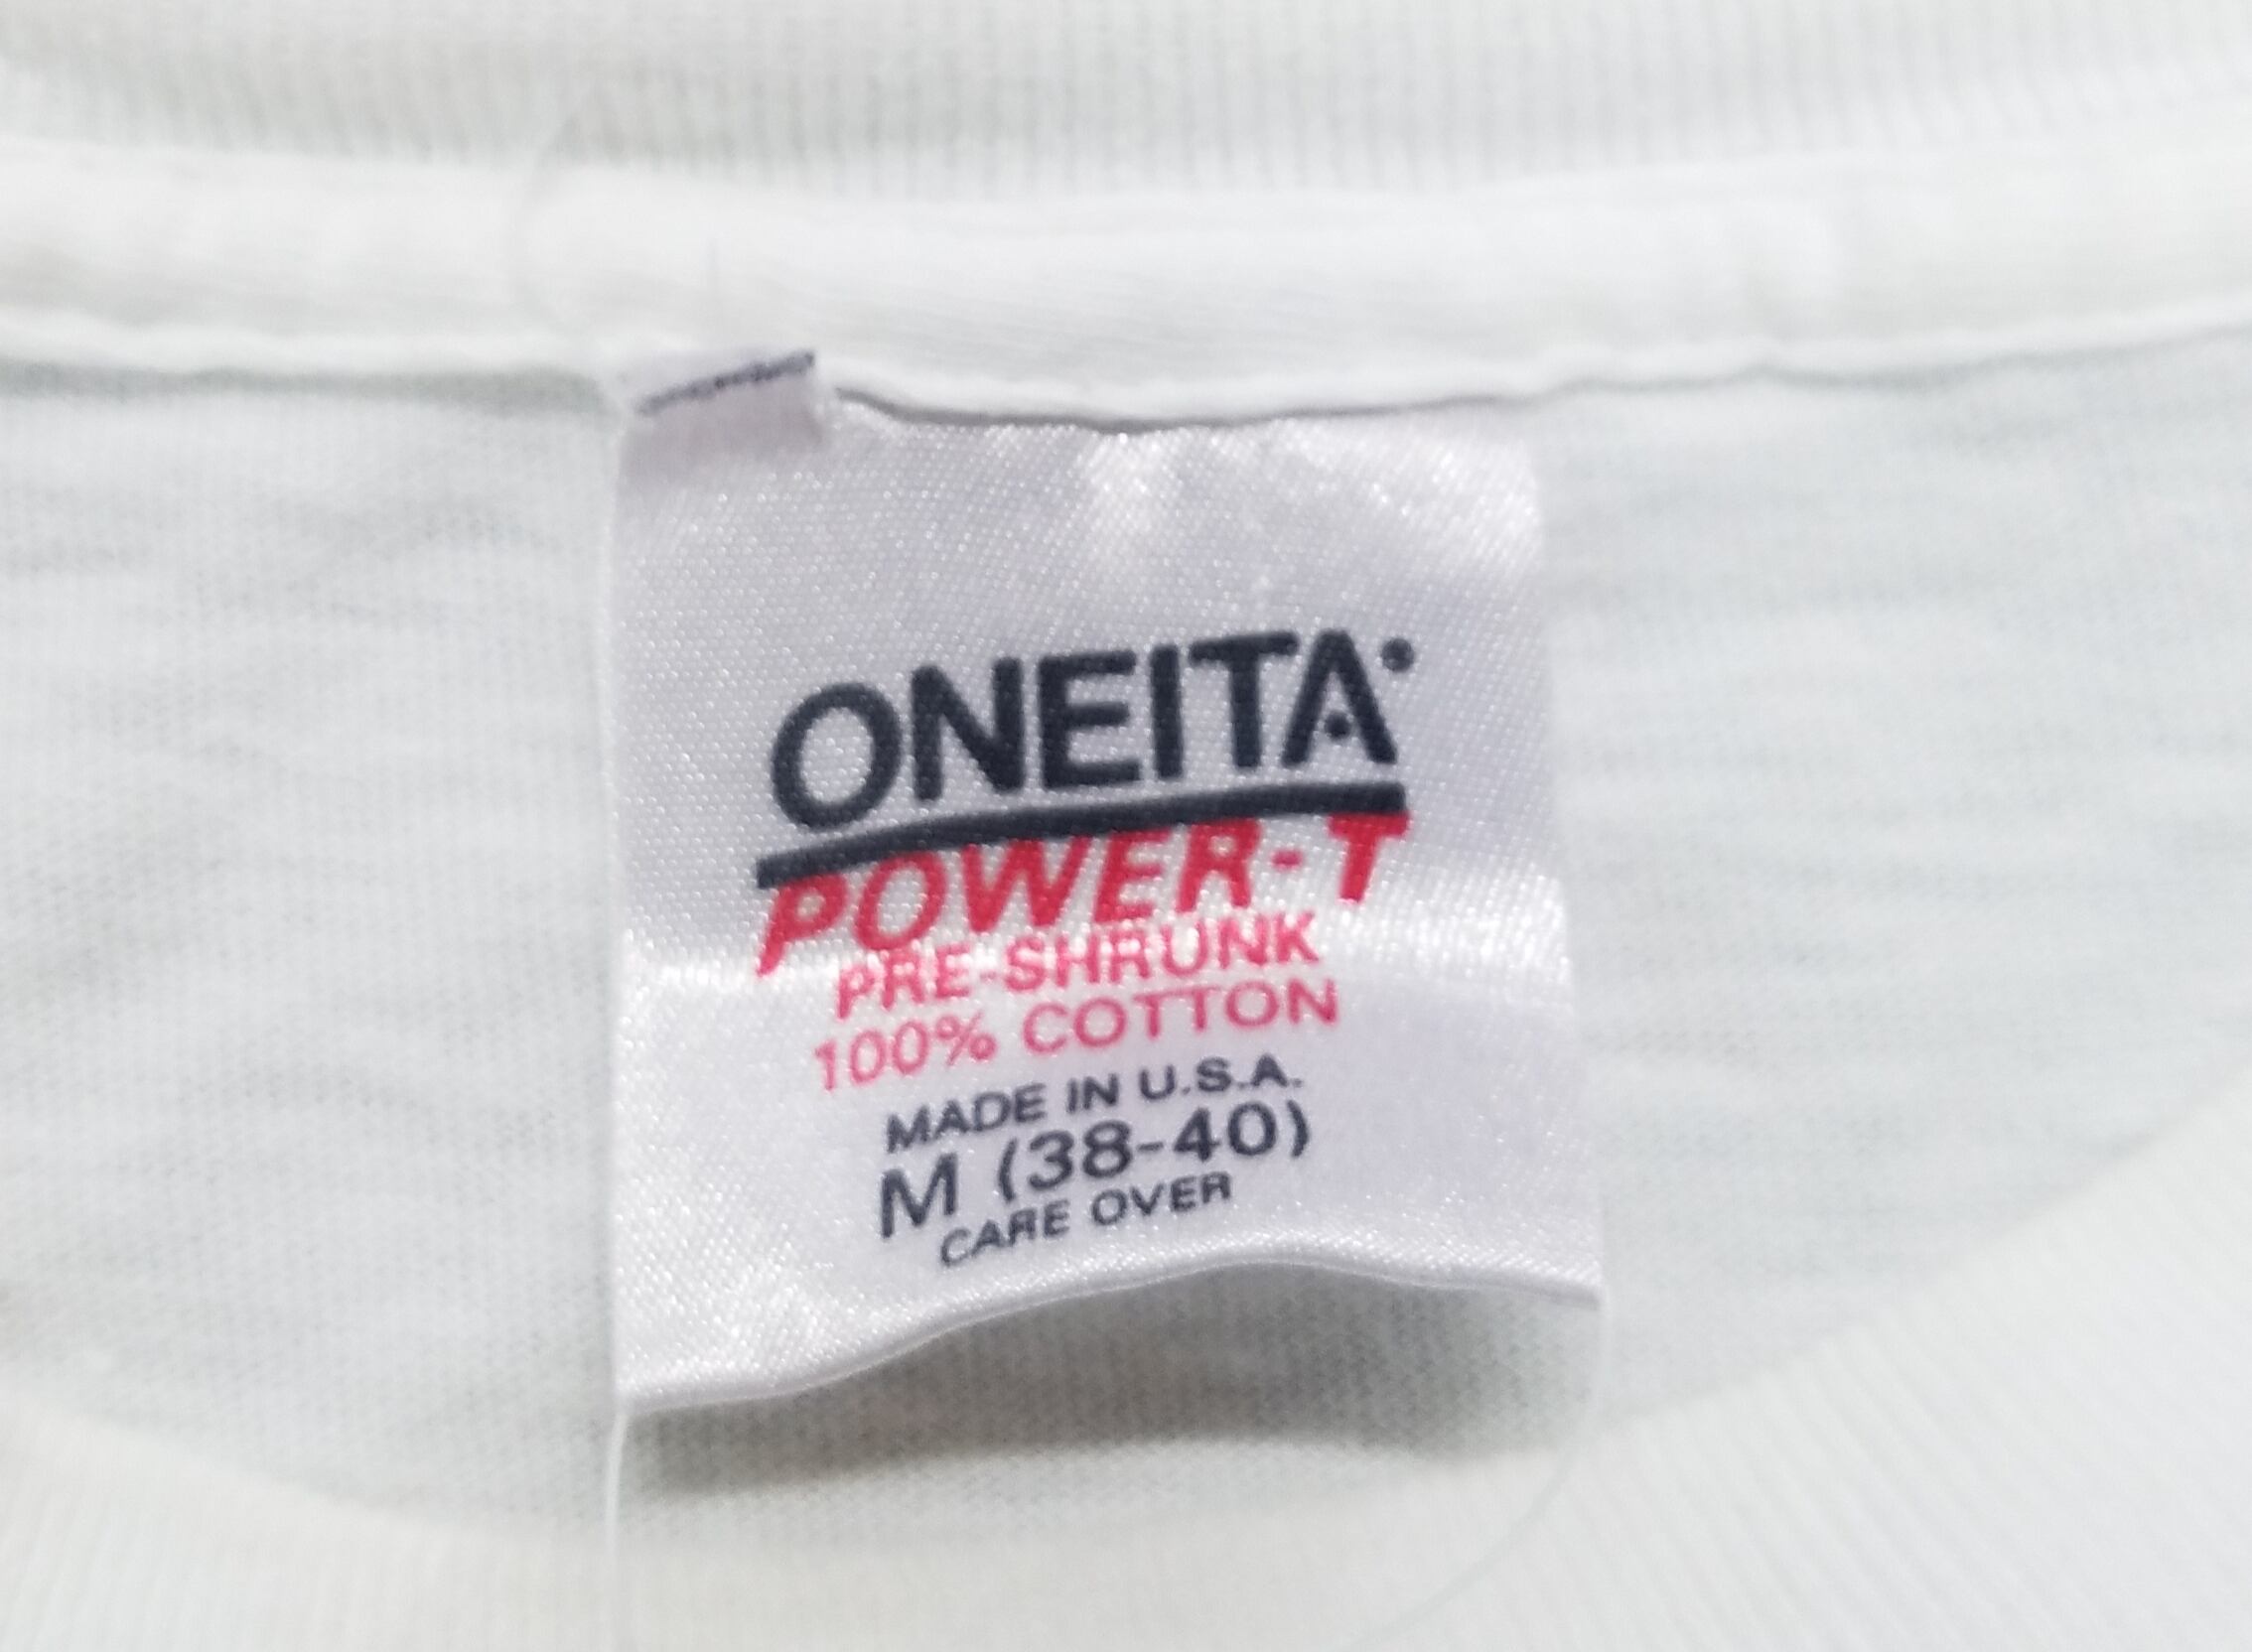 ONEITA
POWER-T
PRE-SHRUNK
100% COTTON
MADE IN U.S.A.
M (38-40)
CARE OVER